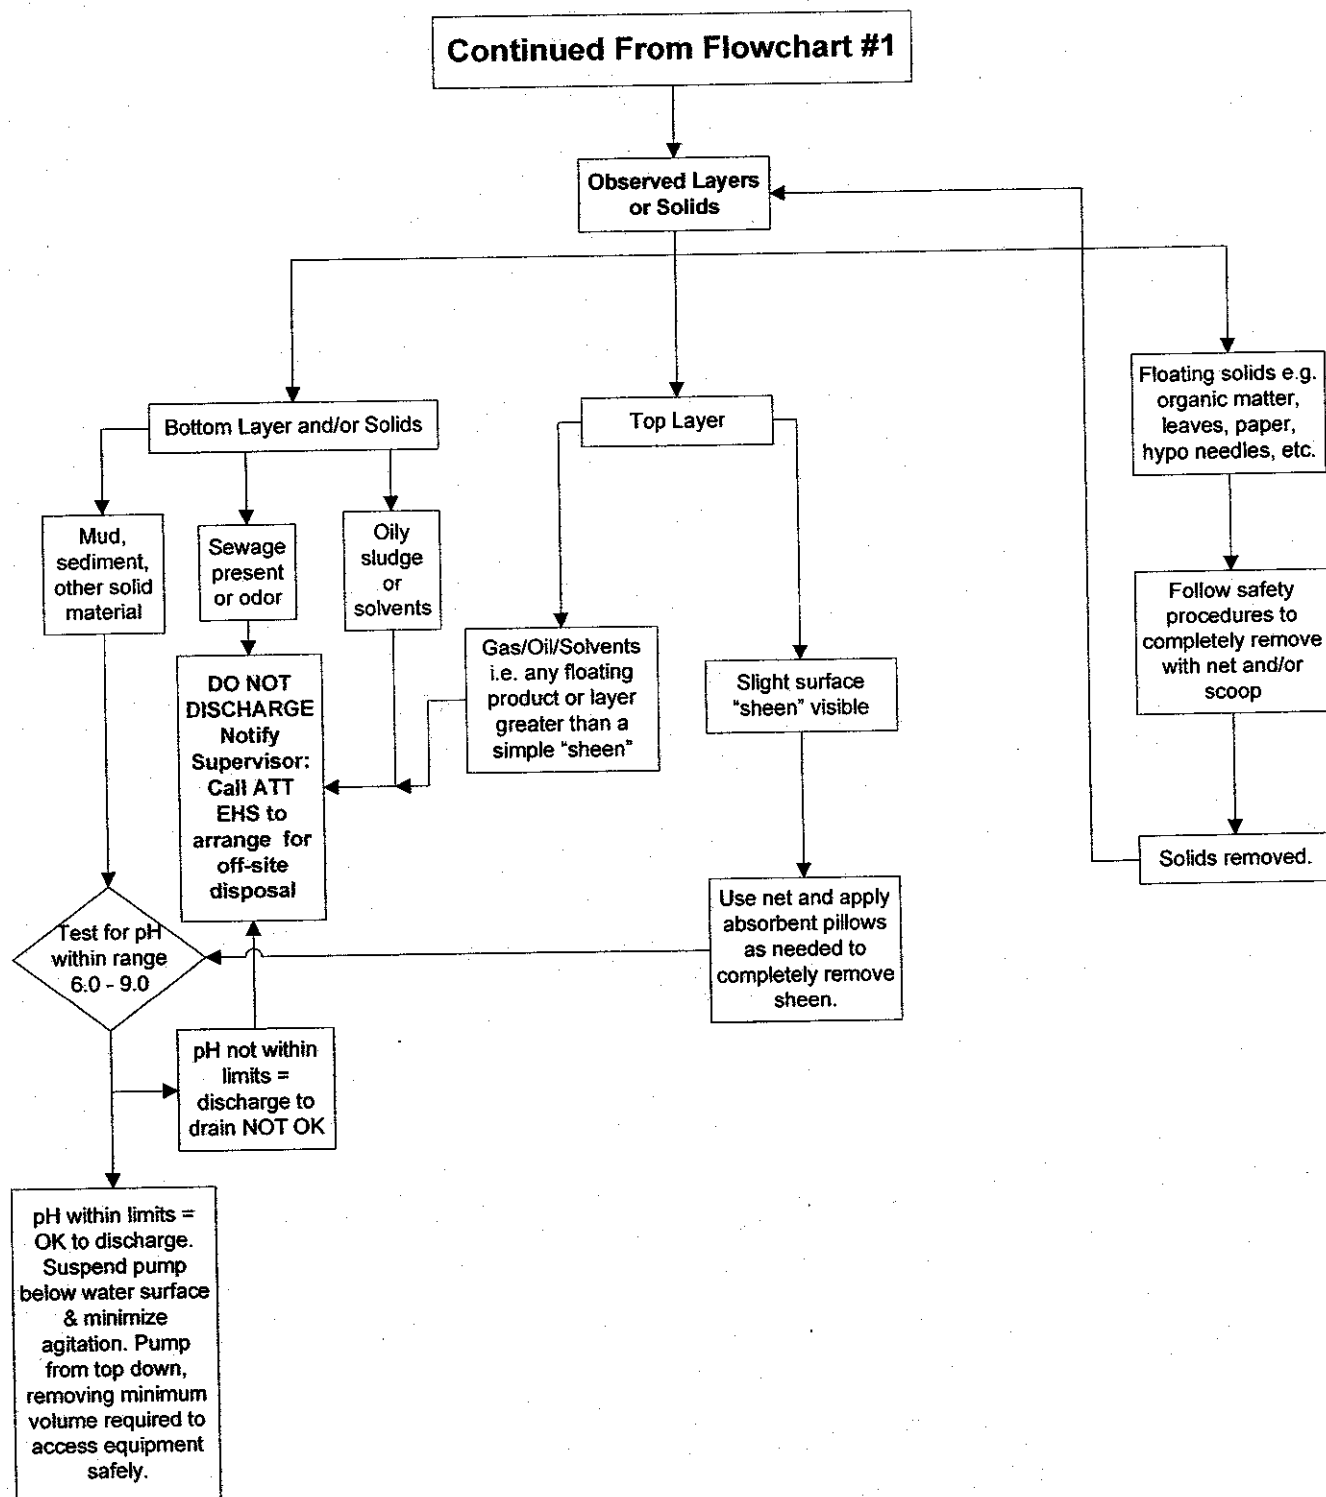 Continued From Flowchart #1
Observed Layers
or Solids
Bottom Layer and/or Solids
Top Layer
Floating solids e.g.
organic matter,
leaves, paper,
hypo needles, etc.
Mud,
sediment,
other solid
material
Sewage
present
or odor
Oily
sludge
or
solvents
Gas/Oil/Solvents
i.e. any floating
product or layer
greater than a
simple “sheen”
Slight surface
“sheen” visible
Follow safety
procedures to
completely remove
with net and/or
scoop
DO NOT
DISCHARGE
Notify
Supervisor:
Call ATT
EHS to
arrange for
off-site
disposal
Solids removed.
Test for pH
within range
6.0 - 9.0
Use net and apply
absorbent pillows
as needed to
completely remove
sheen.
pH not within
limits =
discharge to
drain NOT OK
pH within limits =
OK to discharge.
Suspend pump
below water surface
& minimize
agitation. Pump
from top down,
removing minimum
volume required to
access equipment
safely.